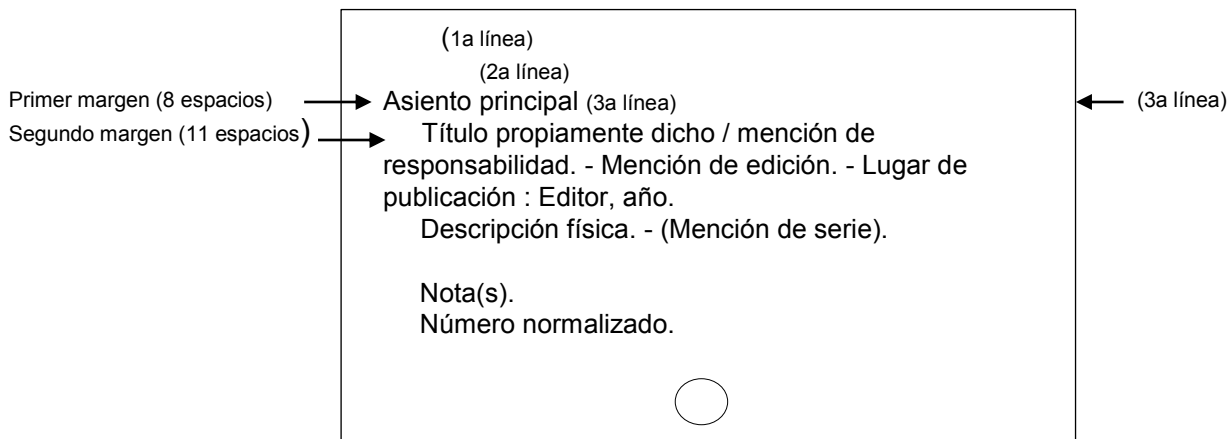 (1a línea)
(2a línea)
Primer margen (8 espacios)
Asiento principal (3a línea)
(3a línea)
Segundo margen (11 espacios)
Título propiamente dicho / mención de
responsabilidad. - Mención de edición. - Lugar de
publicación : Editor, año.
Descripción física. - (Mención de serie).
Nota(s).
Número normalizado.